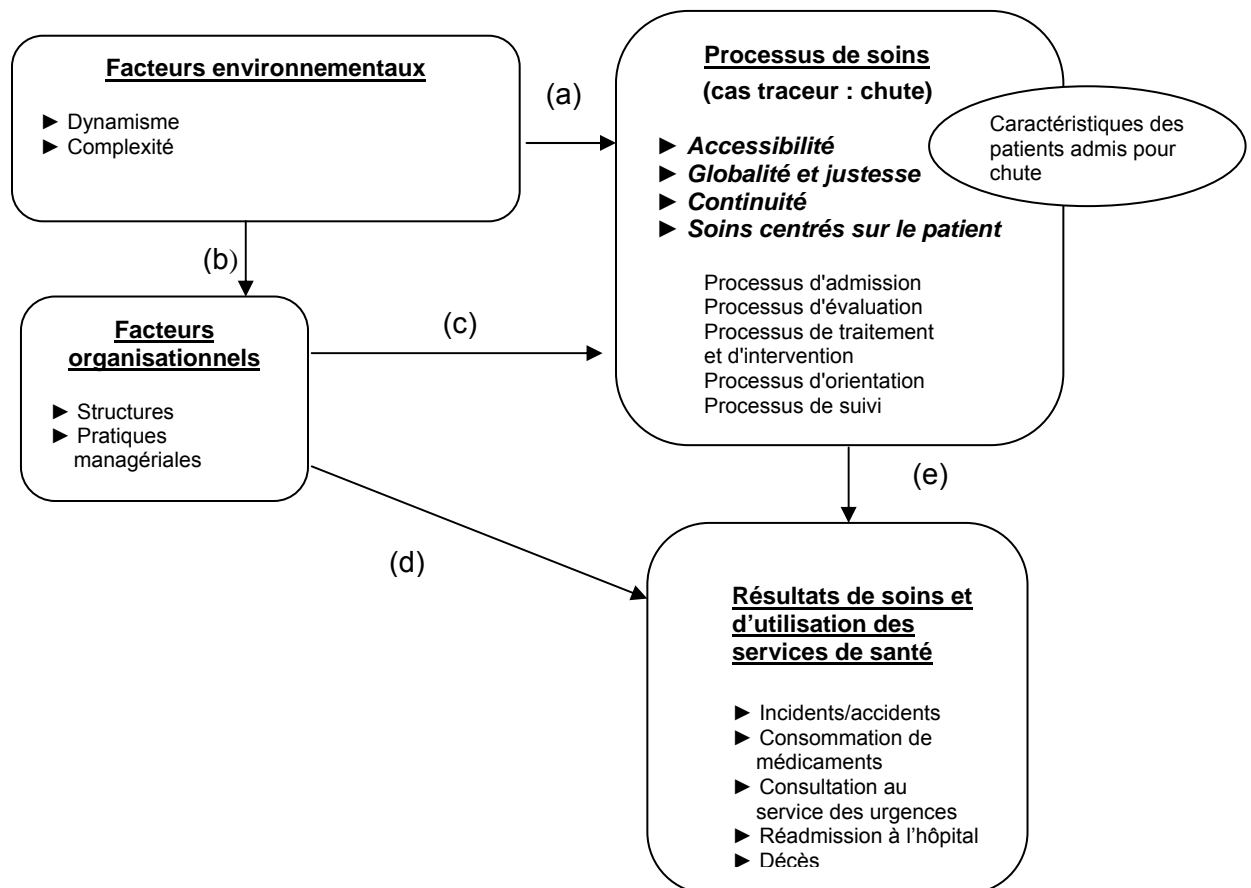 Facteurs environnementaux
► Dynamisme
► Complexité
(a)
Processus de soins
(cas traceur : chute)
► Accessibilité
► Globalité et justesse
► Continuité
► Soins centrés sur le patient
Processus d'admission
Processus d'évaluation
Processus de traitement
et d'intervention
Processus d'orientation
Processus de suivi
Caractéristiques des
patients admis pour
chute
(b)
Facteurs
organisationnels
► Structures
► Pratiques
managériales
(c)
(d)
(e)
Résultats de soins et
d’utilisation des
services de santé
► Incidents/accidents
► Consommation de
médicaments
► Consultation au
service des urgences
► Réadmission à l’hôpital
► Décès